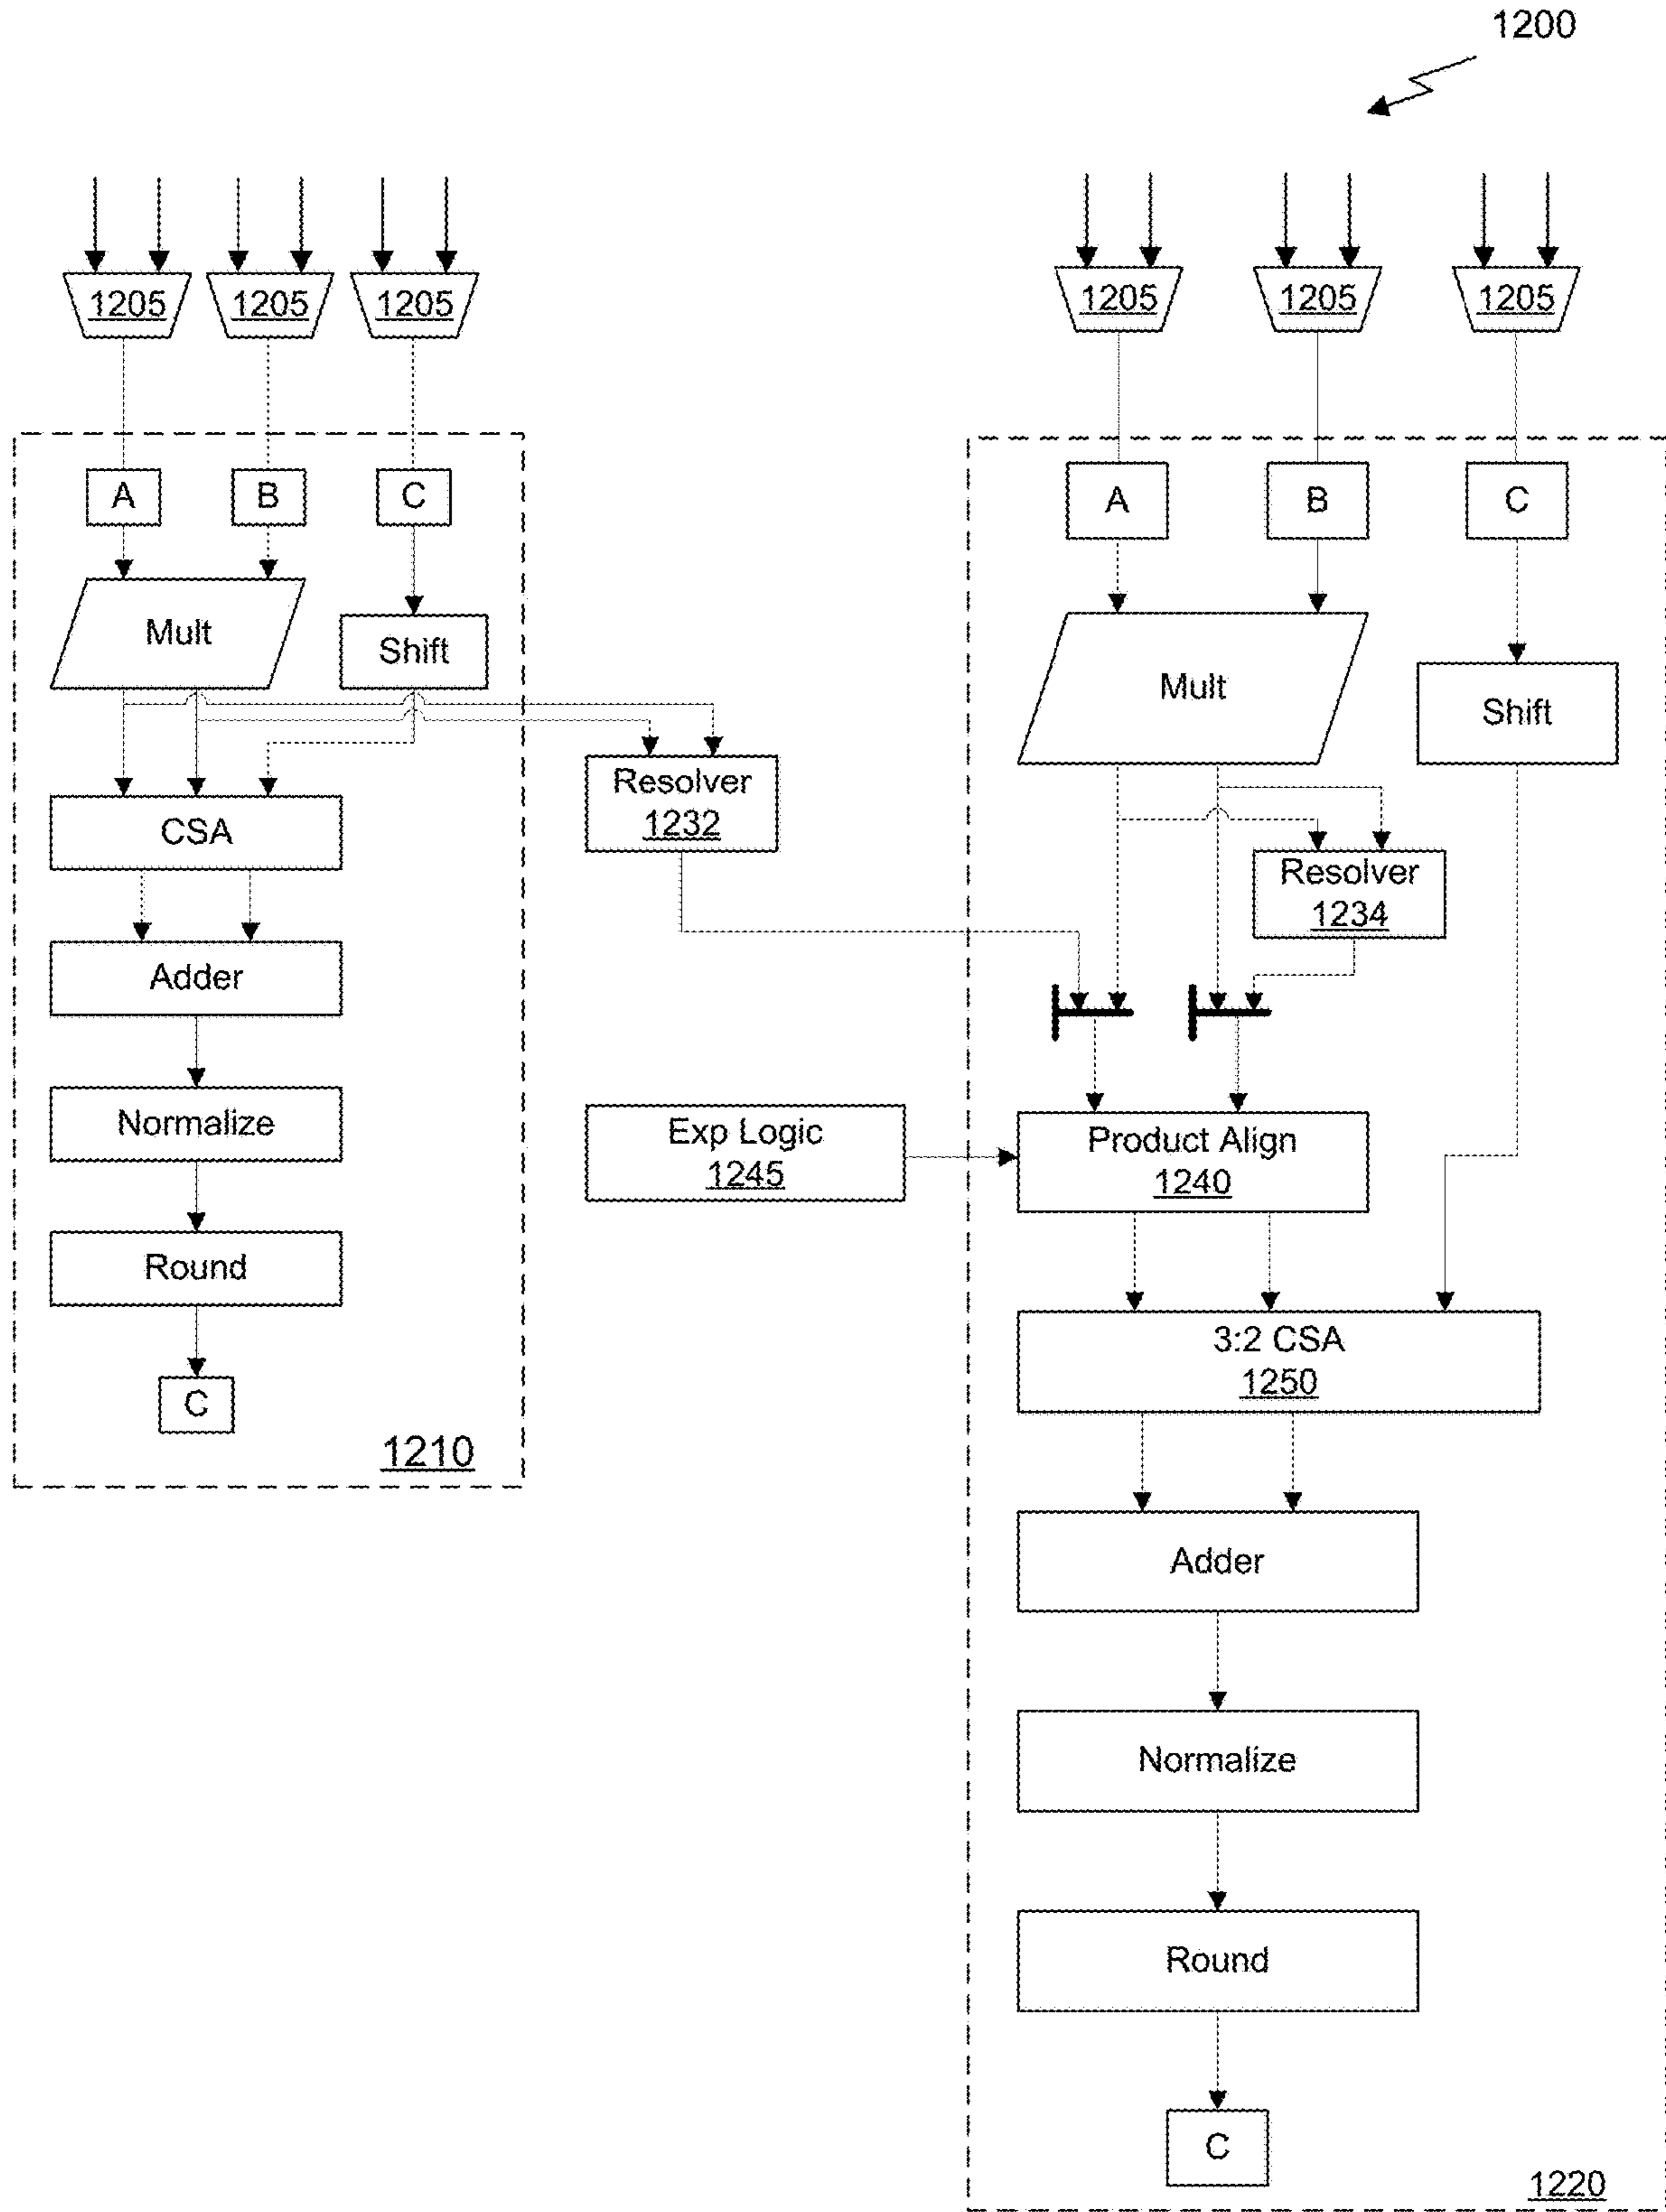 1200
1205 1205 1205
1205 1205 1205
A B C
Mult
Shift
CSA
Adder
Normalize
Round
C
1210
Resolver
1232
Exp Logic
1245
A B C
Mult
Shift
Resolver
1234
Product Align
1240
3:2 CSA
1250
Adder
Normalize
Round
C
1220